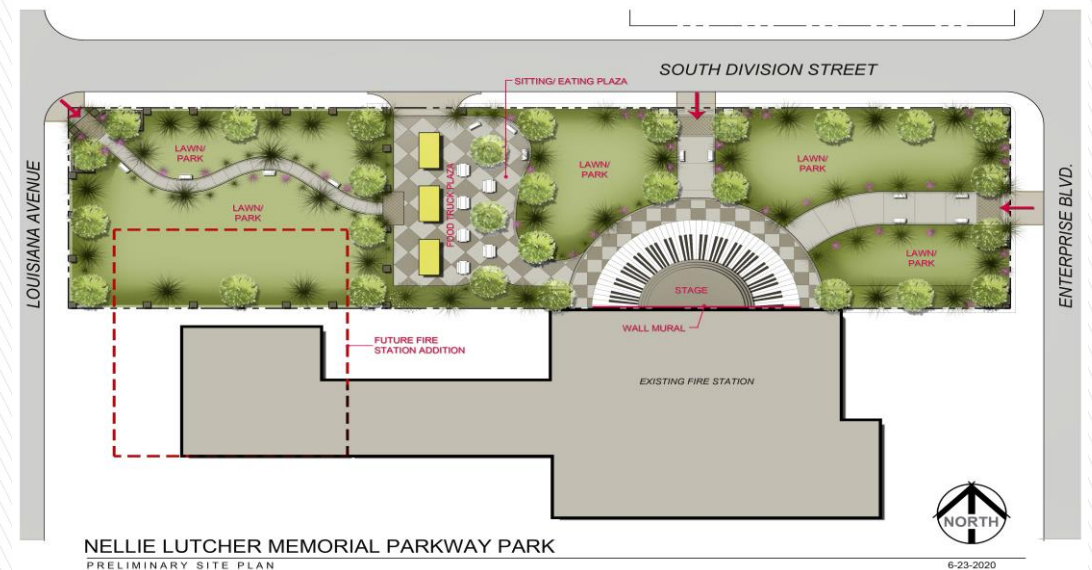 SOUTH DIVISION STREET
SITTING/ EATING PLAZA
LOUISIANA AVENUE
ENTERPRISE BLVD.
LAWN/
PARK
LAWN/
PARK
FOOD TRUCK PLAZA
LAWN/
PARK
LAWN/
PARK
LAWN/
PARK
STAGE
WALL MURAL
FUTURE FIRE
STATION ADDITION
EXISTING FIRE STATION
NORTH
NELLIE LUTCHER MEMORIAL PARKWAY PARK
PRELIMINARY SITE PLAN
6-23-2020